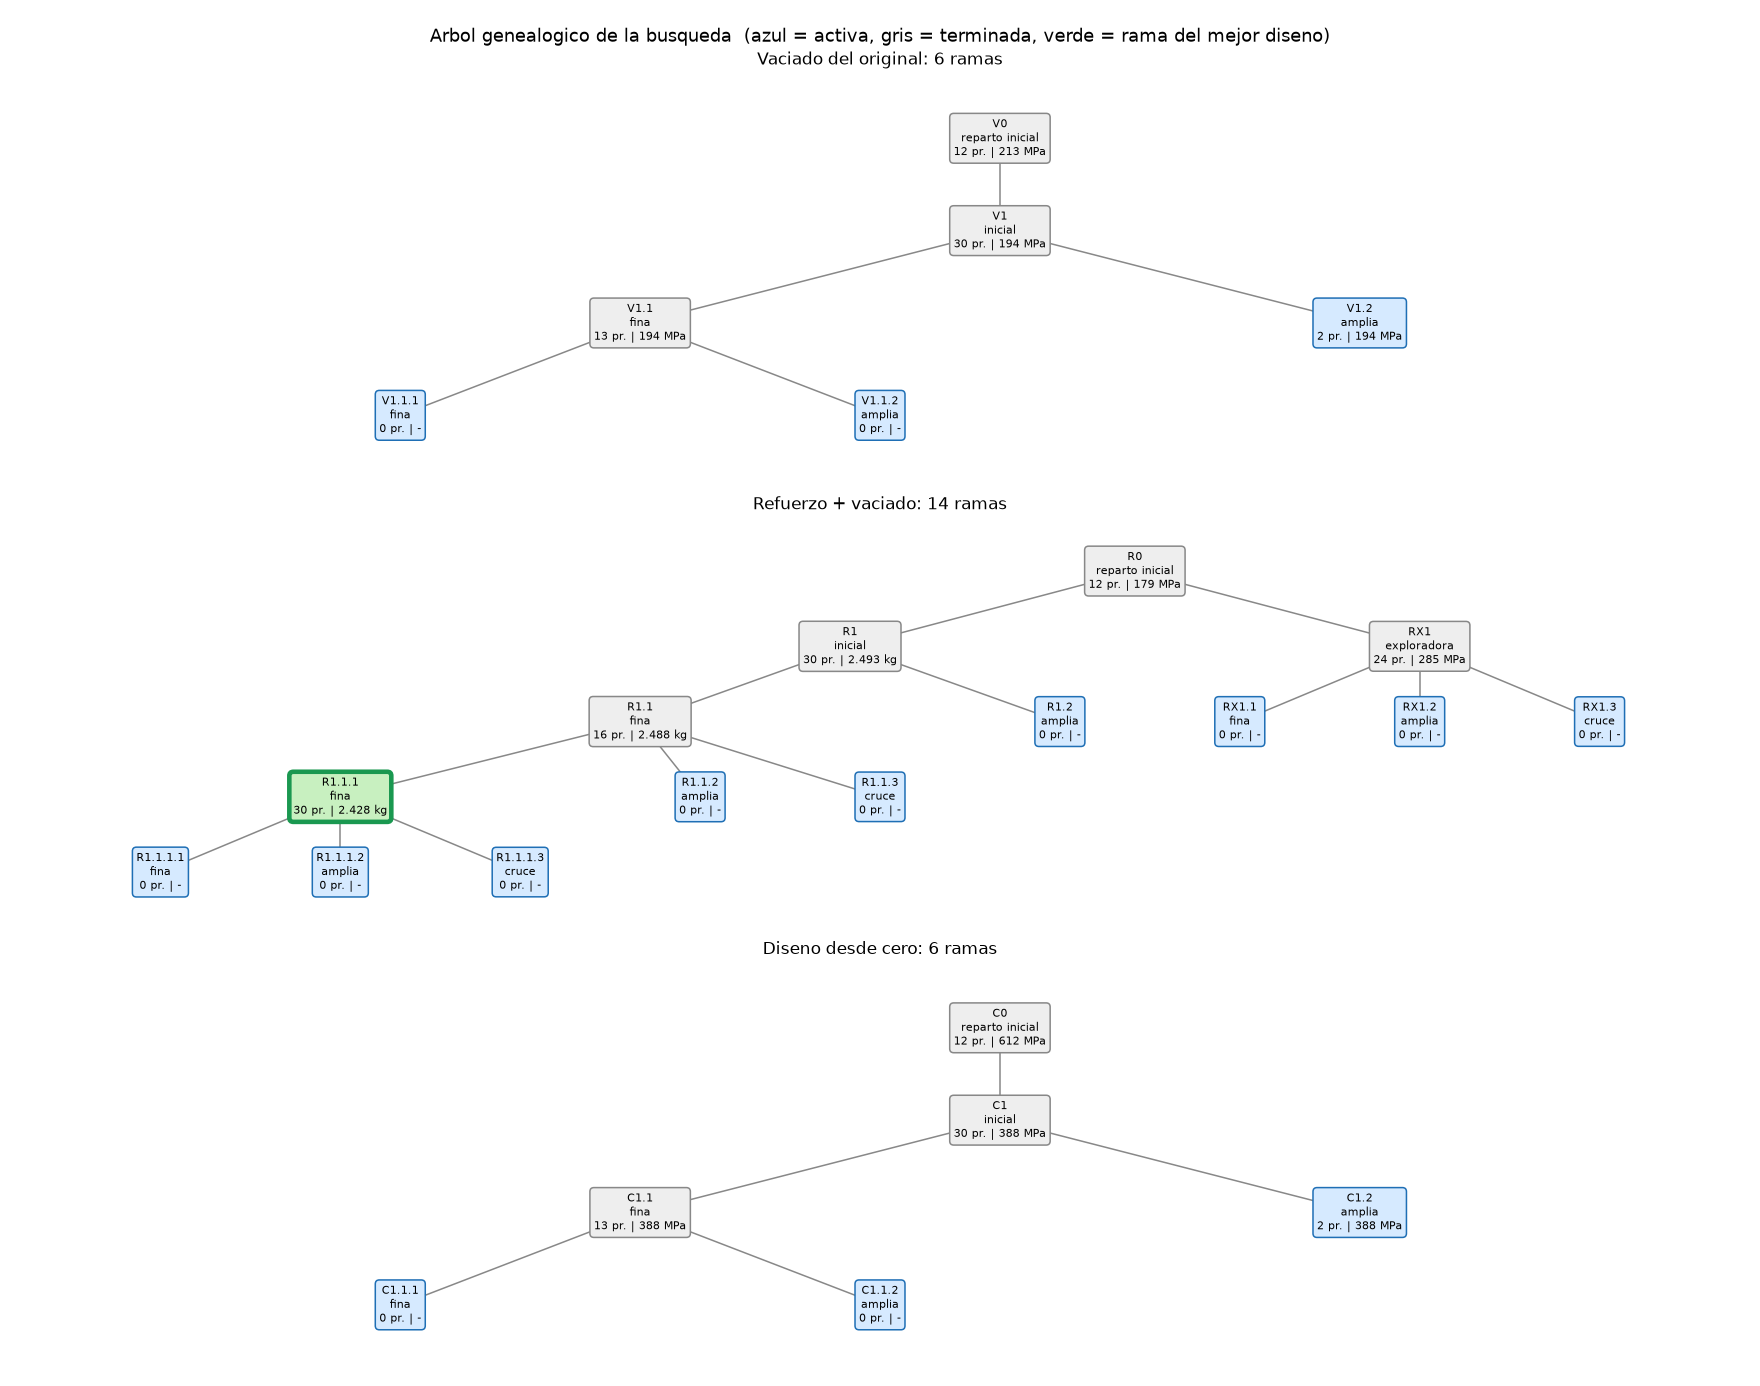 Arbol genealogico de la busqueda  (azul = activa, gris = terminada, verde = rama del mejor diseno)
Vaciado del original: 6 ramas
V0
reparto inicial
12 pr. | 213 MPa
V1
inicial
30 pr. | 194 MPa
V1.1
fina
13 pr. | 194 MPa
V1.2
amplia
2 pr. | 194 MPa
V1.1.1
fina
0 pr. | -
V1.1.2
amplia
0 pr. | -
Refuerzo + vaciado: 14 ramas
R0
reparto inicial
12 pr. | 179 MPa
R1
inicial
30 pr. | 2.493 kg
RX1
exploradora
24 pr. | 285 MPa
R1.1
fina
16 pr. | 2.488 kg
R1.2
amplia
0 pr. | -
RX1.1
fina
0 pr. | -
RX1.2
amplia
0 pr. | -
RX1.3
cruce
0 pr. | -
R1.1.1
fina
30 pr. | 2.428 kg
R1.1.2
amplia
0 pr. | -
R1.1.3
cruce
0 pr. | -
R1.1.1.1
fina
0 pr. | -
R1.1.1.2
amplia
0 pr. | -
R1.1.1.3
cruce
0 pr. | -
Diseno desde cero: 6 ramas
C0
reparto inicial
12 pr. | 612 MPa
C1
inicial
30 pr. | 388 MPa
C1.1
fina
13 pr. | 388 MPa
C1.2
amplia
2 pr. | 388 MPa
C1.1.1
fina
0 pr. | -
C1.1.2
amplia
0 pr. | -